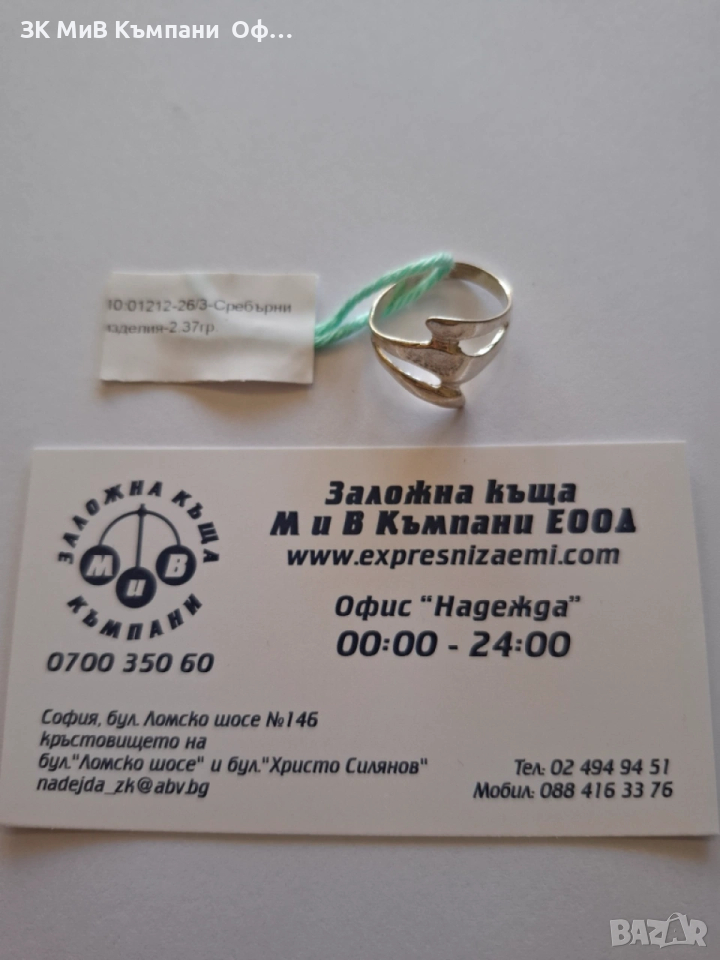 ЗК МиВ Къмпани Оф...
10:01212-26/3-Сребърни
изделия-2.37гр.
ЗАЛОЖНА КЪЩА
М и В
КЪМПАНИ
0700 350 60
Заложна къща
М и В Къмпани ЕООД
www.expresnizaemi.com
Офис "Надежда"
00:00 - 24:00
София, бул. Ломско шосе №146
кръстовището на
бул."Ломско шосе" и бул."Христо Силянов"
nadejda_zk@abv.bg
Тел: 02 494 94 51
Мобил: 088 416 33 76
BAZAR